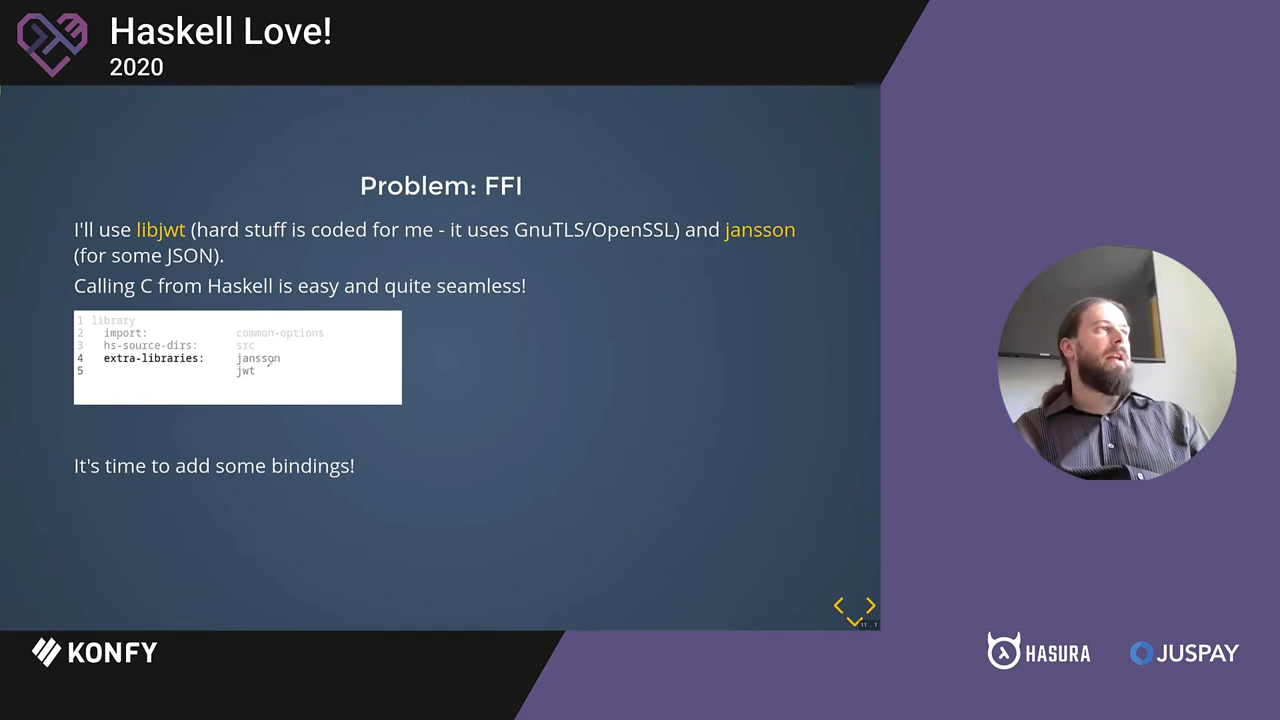 Haskell Love!
2020
Problem: FFI
I'll use libjwt (hard stuff is coded for me - it uses GnuTLS/OpenSSL) and jansson
(for some JSON).
Calling C from Haskell is easy and quite seamless!
1 library
2 import: common-options
3 hs-source-dirs: src
4 extra-libraries: jansson
5 jwt
It's time to add some bindings!
11.1
KONFY
HASURA
JUSPAY